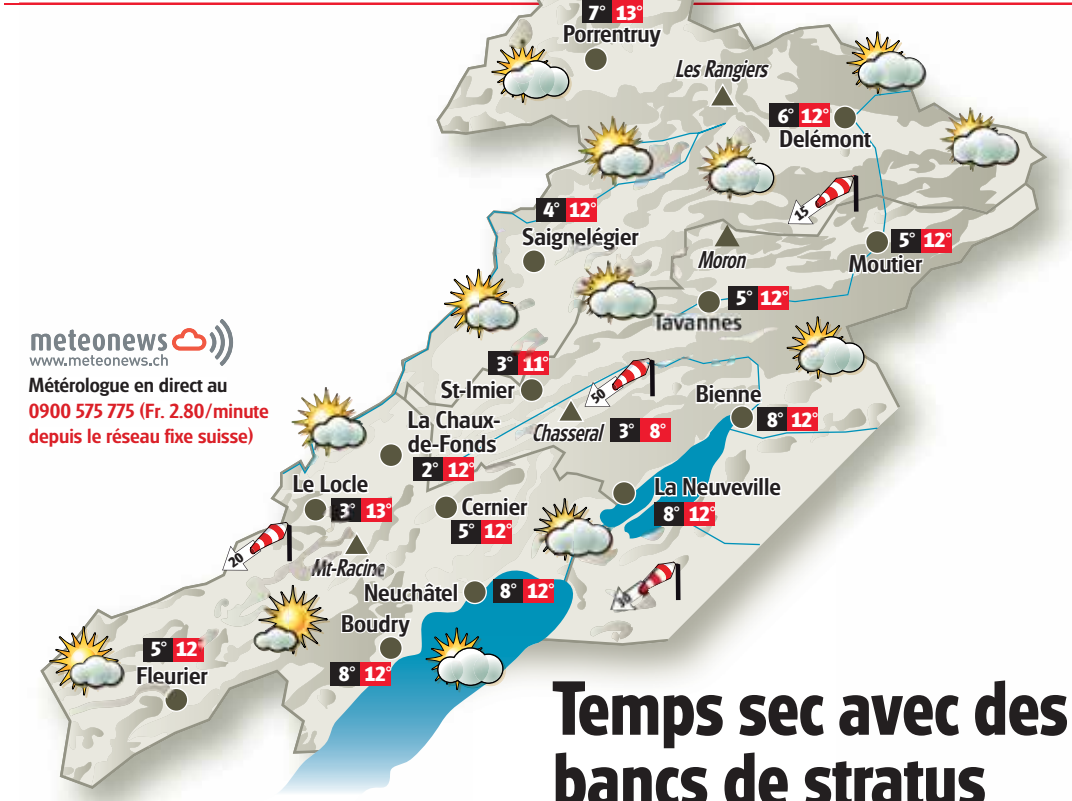 7° 13°
Porrentruy
Les Rangiers
6° 12°
Delémont
15
4° 12°
Saignelégier
Moron
5° 12°
Moutier
5° 12°
Tavannes
meteonews
www.meteonews.ch
Métérologue en direct au
0900 575 775 (Fr. 2.80/minute
depuis le réseau fixe suisse)
3° 11°
St-Imier
50
Chasseral 3° 8°
Bienne
8° 12°
La Chaux-
de-Fonds
2° 12°
Le Locle
3° 13°
Cernier
5° 12°
La Neuveville
8° 12°
20
Mt-Racine
Neuchâtel 8° 12°
Boudry
8° 12°
5° 12°
Fleurier
Temps sec avec des
bancs de stratus